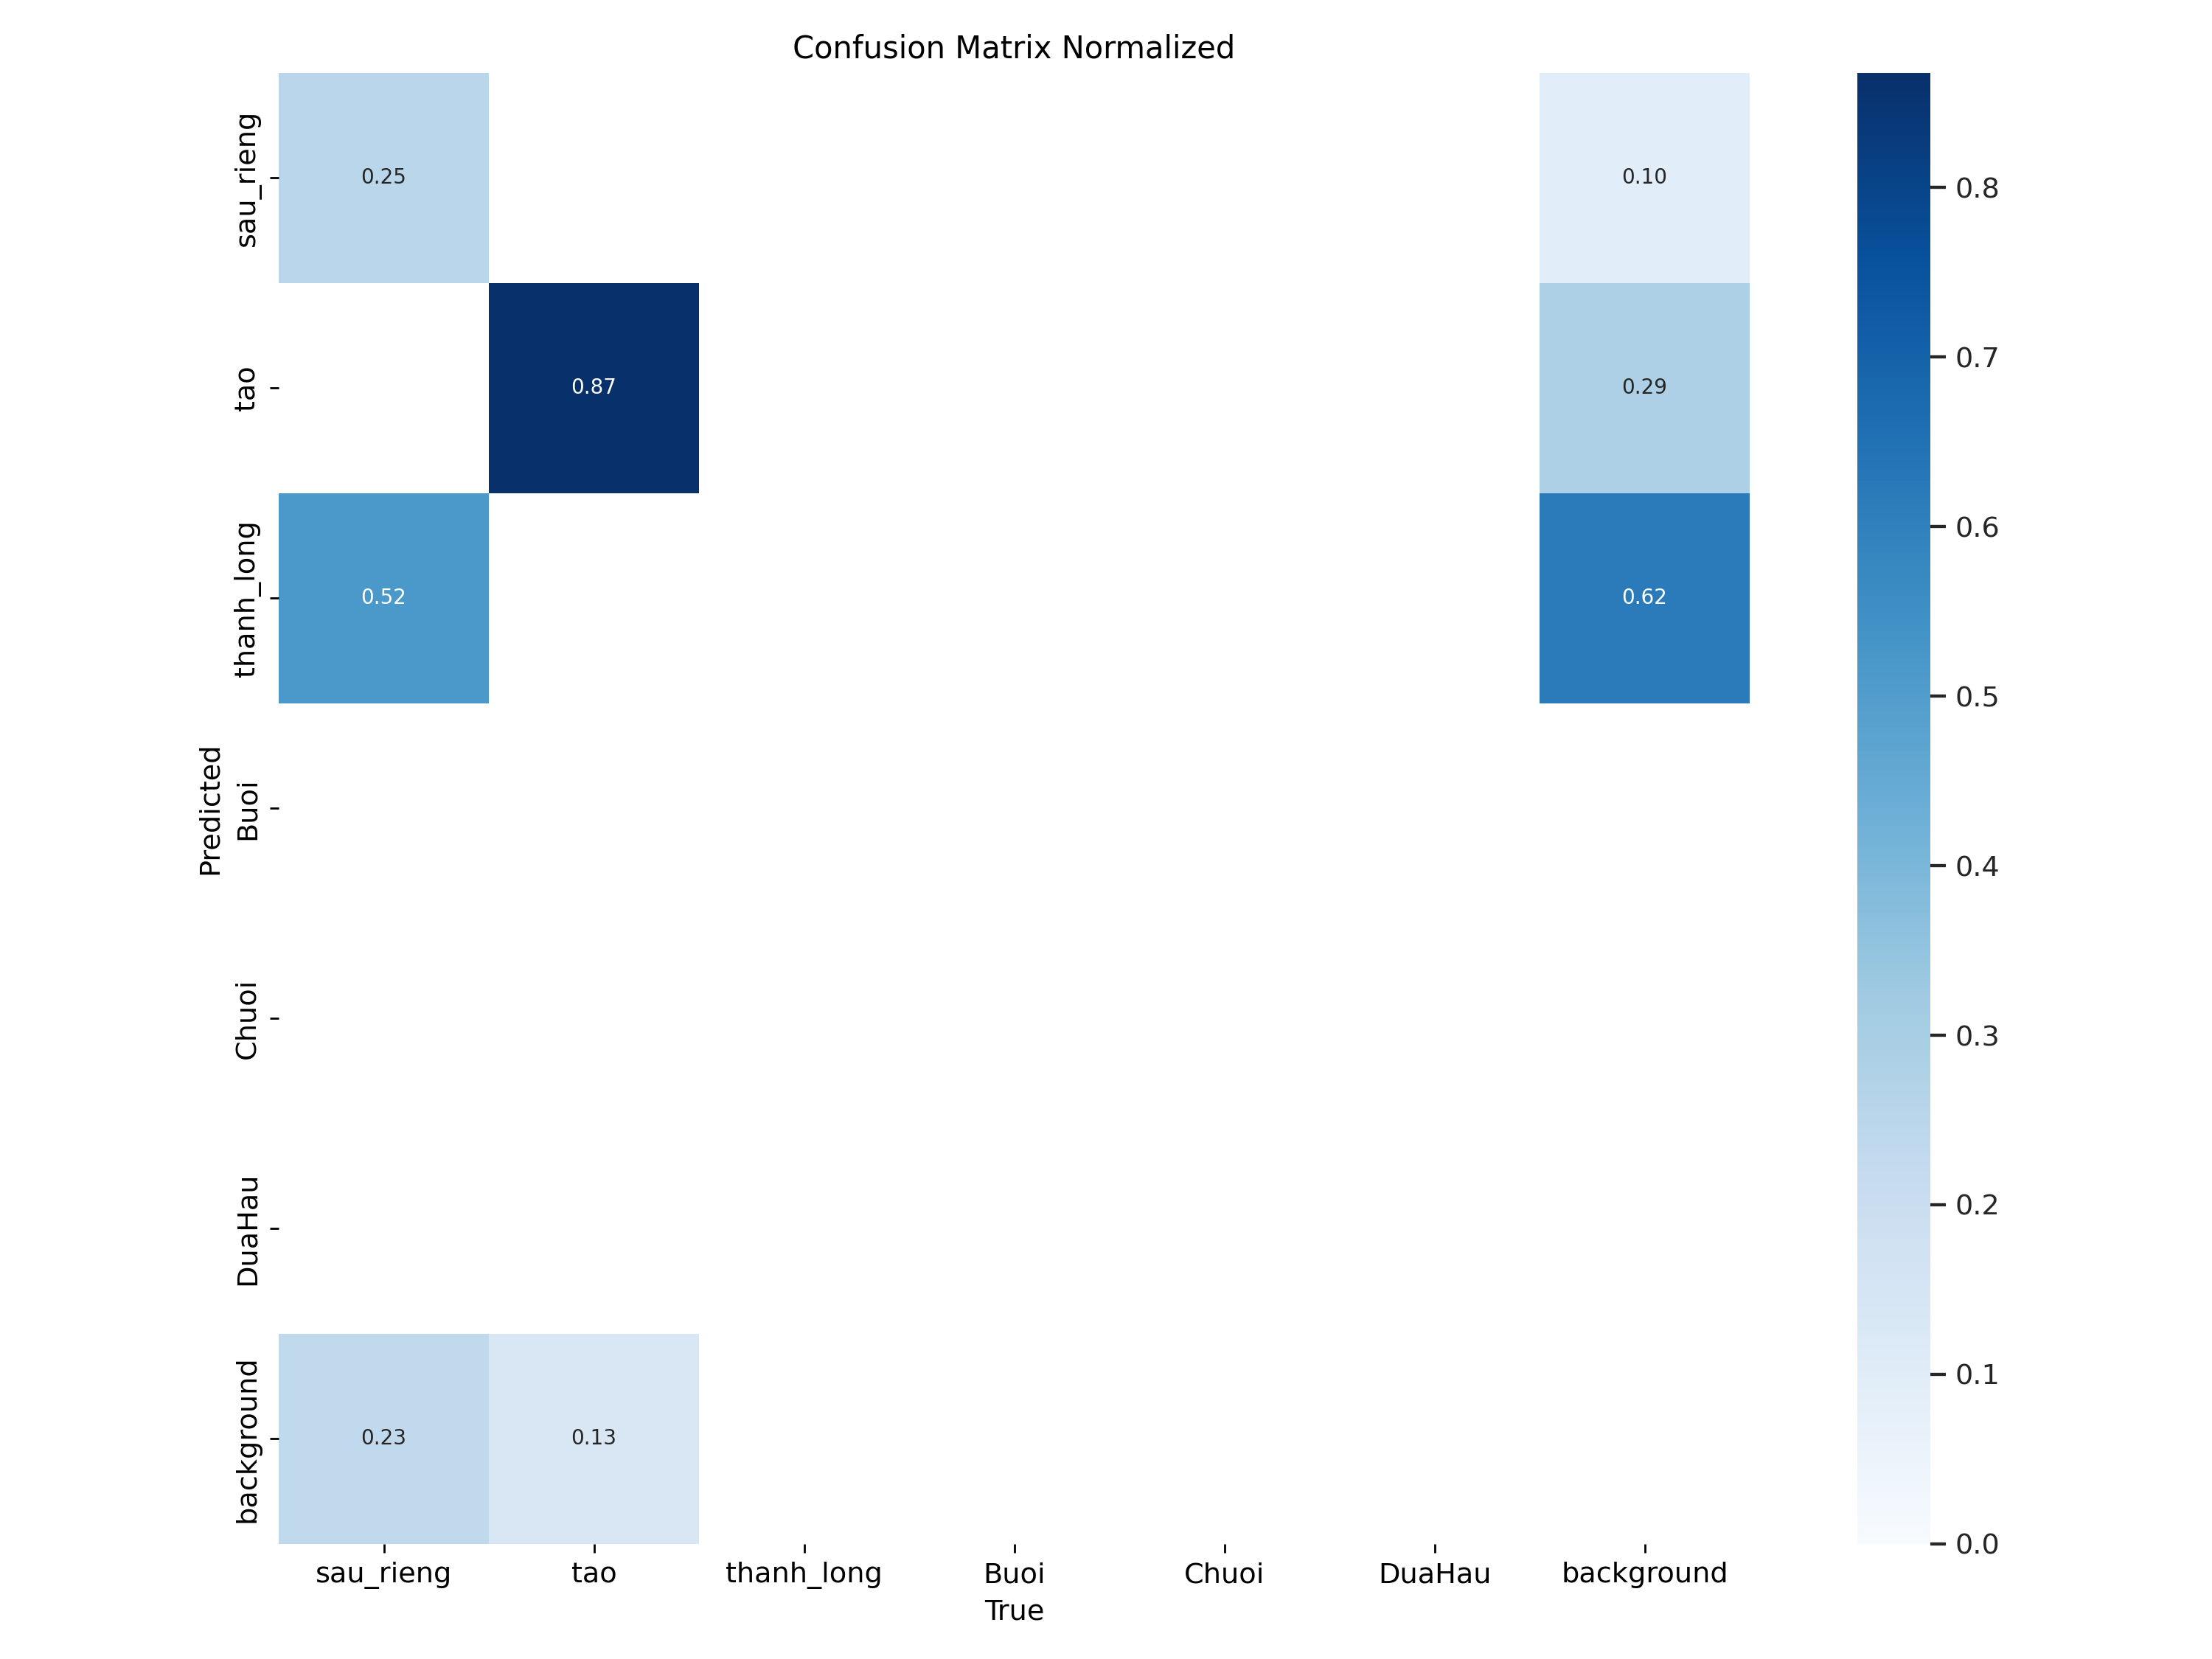 Confusion Matrix Normalized
sau_rieng
0.25
0.10
tao
0.87
0.29
thanh_long
0.52
0.62
Predicted
Buoi
Chuoi
DuaHau
background
0.23
0.13
sau_rieng tao thanh_long Buoi Chuoi DuaHau background
True
0.8
0.7
0.6
0.5
0.4
0.3
0.2
0.1
0.0